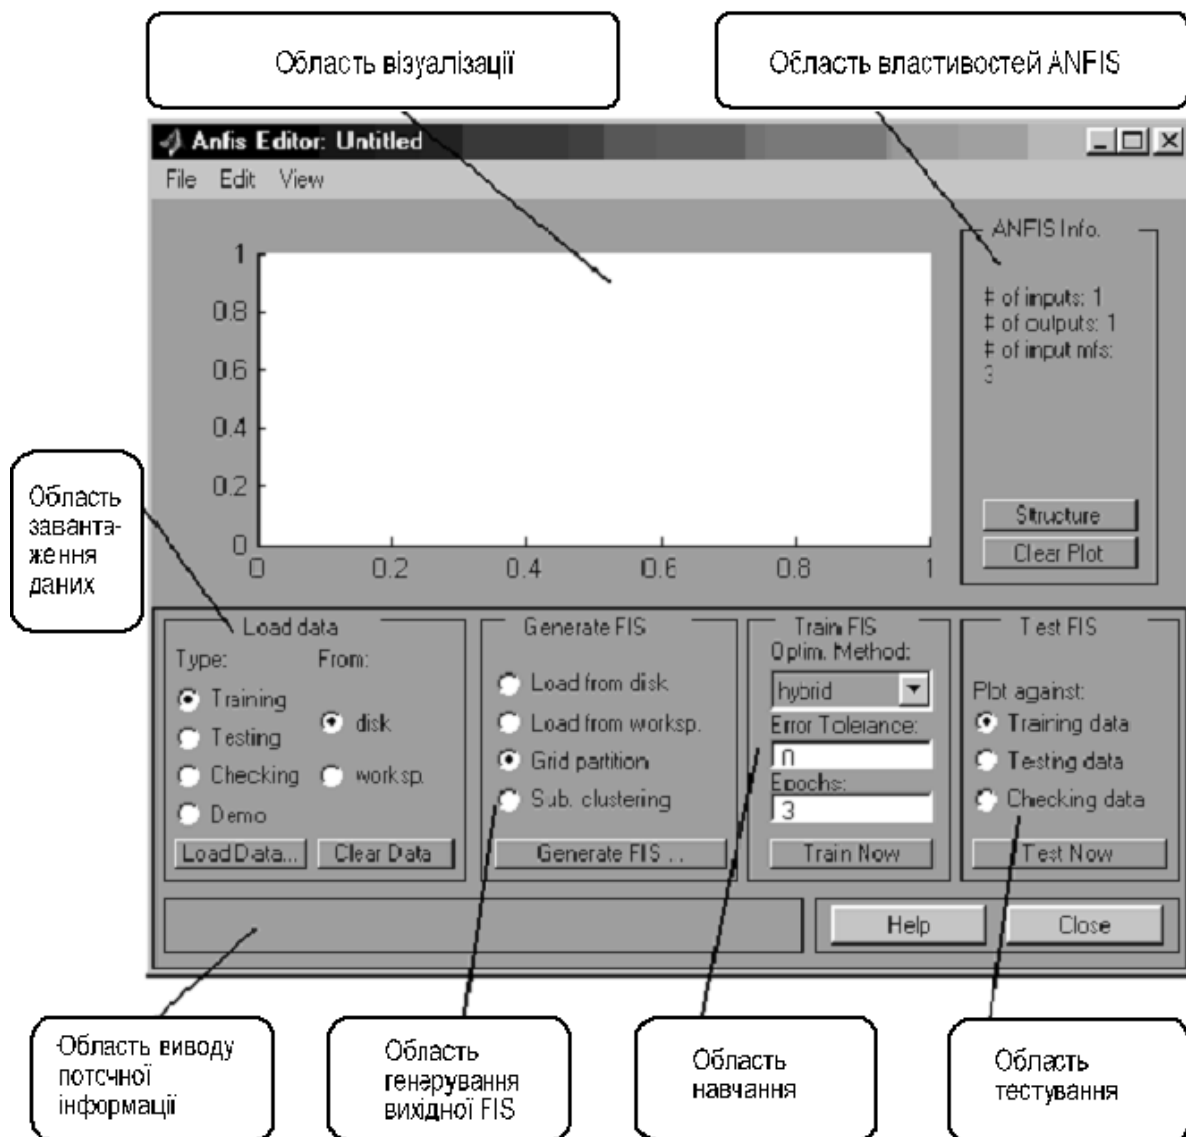 Область візуалізації
Область властивостей ANFIS
Anfis Editor: Untitled
File Edit View
1
0.8
0.6
0.4
0.2
0
0 0.2 0.4 0.6 0.8 1
ANFIS Info.
# of inputs: 1
# of outputs: 1
# of input mfs:
3
Structure
Clear Plot
Область
заванта-
ження
даних
Load data
Type: From:
Training
disk
Testing
Checking
worksp.
Demo
Load Data...
Clear Data
Generate FIS
Load from disk
Load from worksp.
Grid partition
Sub. clustering
Generate FIS ...
Train FIS
Optim. Method:
hybrid
Error Tolerance:
0
Epochs:
3
Train Now
Test FIS
Plot against:
Training data
Testing data
Checking data
Test Now
Help
Close
Область виводу
поточної
інформації
Область
генерування
вихідної FIS
Область
навчання
Область
тестування